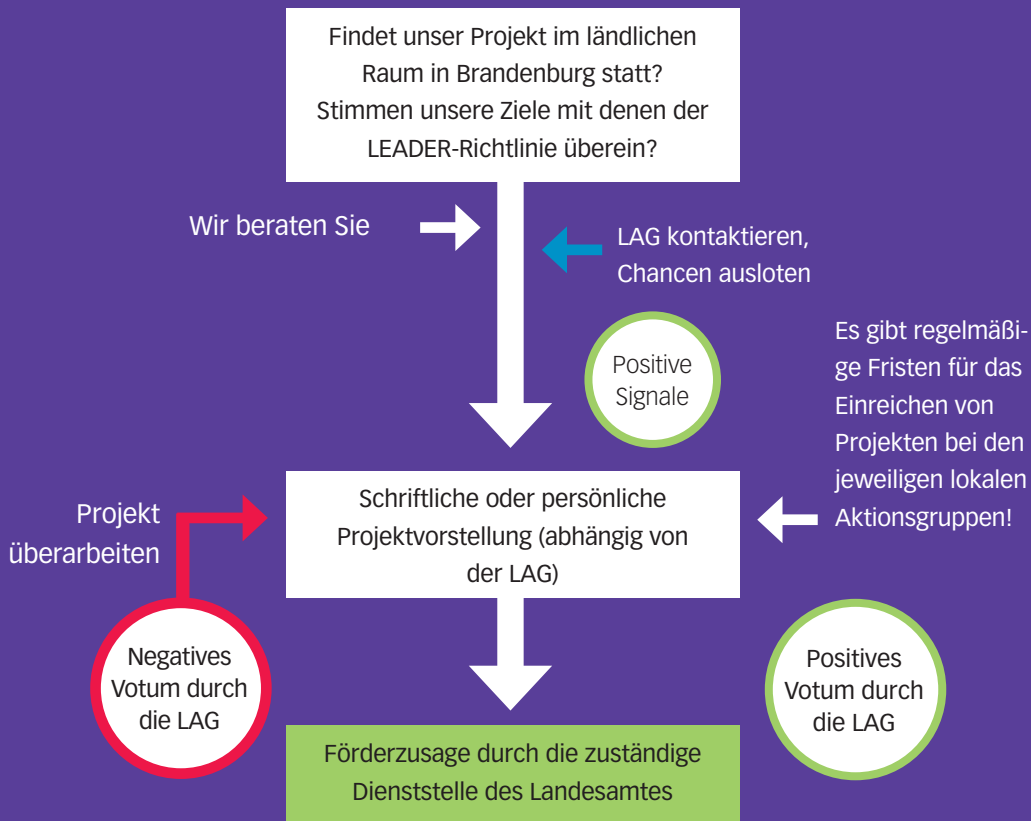 Findet unser Projekt im ländlichen
Raum in Brandenburg statt?
Stimmen unsere Ziele mit denen der
LEADER-Richtlinie überein?
Wir beraten Sie
LAG kontaktieren,
Chancen ausloten
Positive
Signale
Es gibt regelmäßi-
ge Fristen für das
Einreichen von
Projekten bei den
jeweiligen lokalen
Aktionsgruppen!
Projekt
überarbeiten
Schriftliche oder persönliche
Projektvorstellung (abhängig von
der LAG)
Negatives
Votum durch
die LAG
Positives
Votum durch
die LAG
Förderzusage durch die zuständige
Dienststelle des Landesamtes